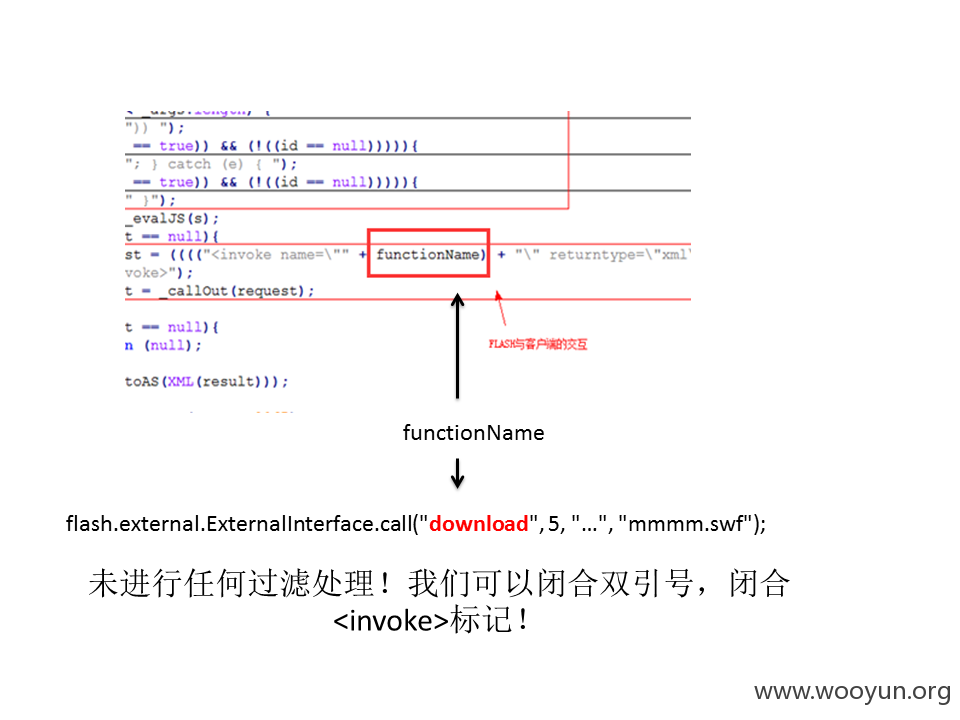 ")) ");
== true)) && (!((id == null))))){
"; } catch (e) { ");
== true)) && (!((id == null))))){
" }");
_evalJS(s);
t == null){
st = (((("<invoke name=\"" + functionName) + "\" returntype=\"xml\
voke>");
t = _callOut(request);
t == null){
n (null);
toAS(XML(result)));
FLASH与客户端的交互
functionName
flash.external.ExternalInterface.call("download", 5, "...", "mmmm.swf");
未进行任何过滤处理！我们可以闭合双引号，闭合
<invoke>标记！
www.wooyun.org